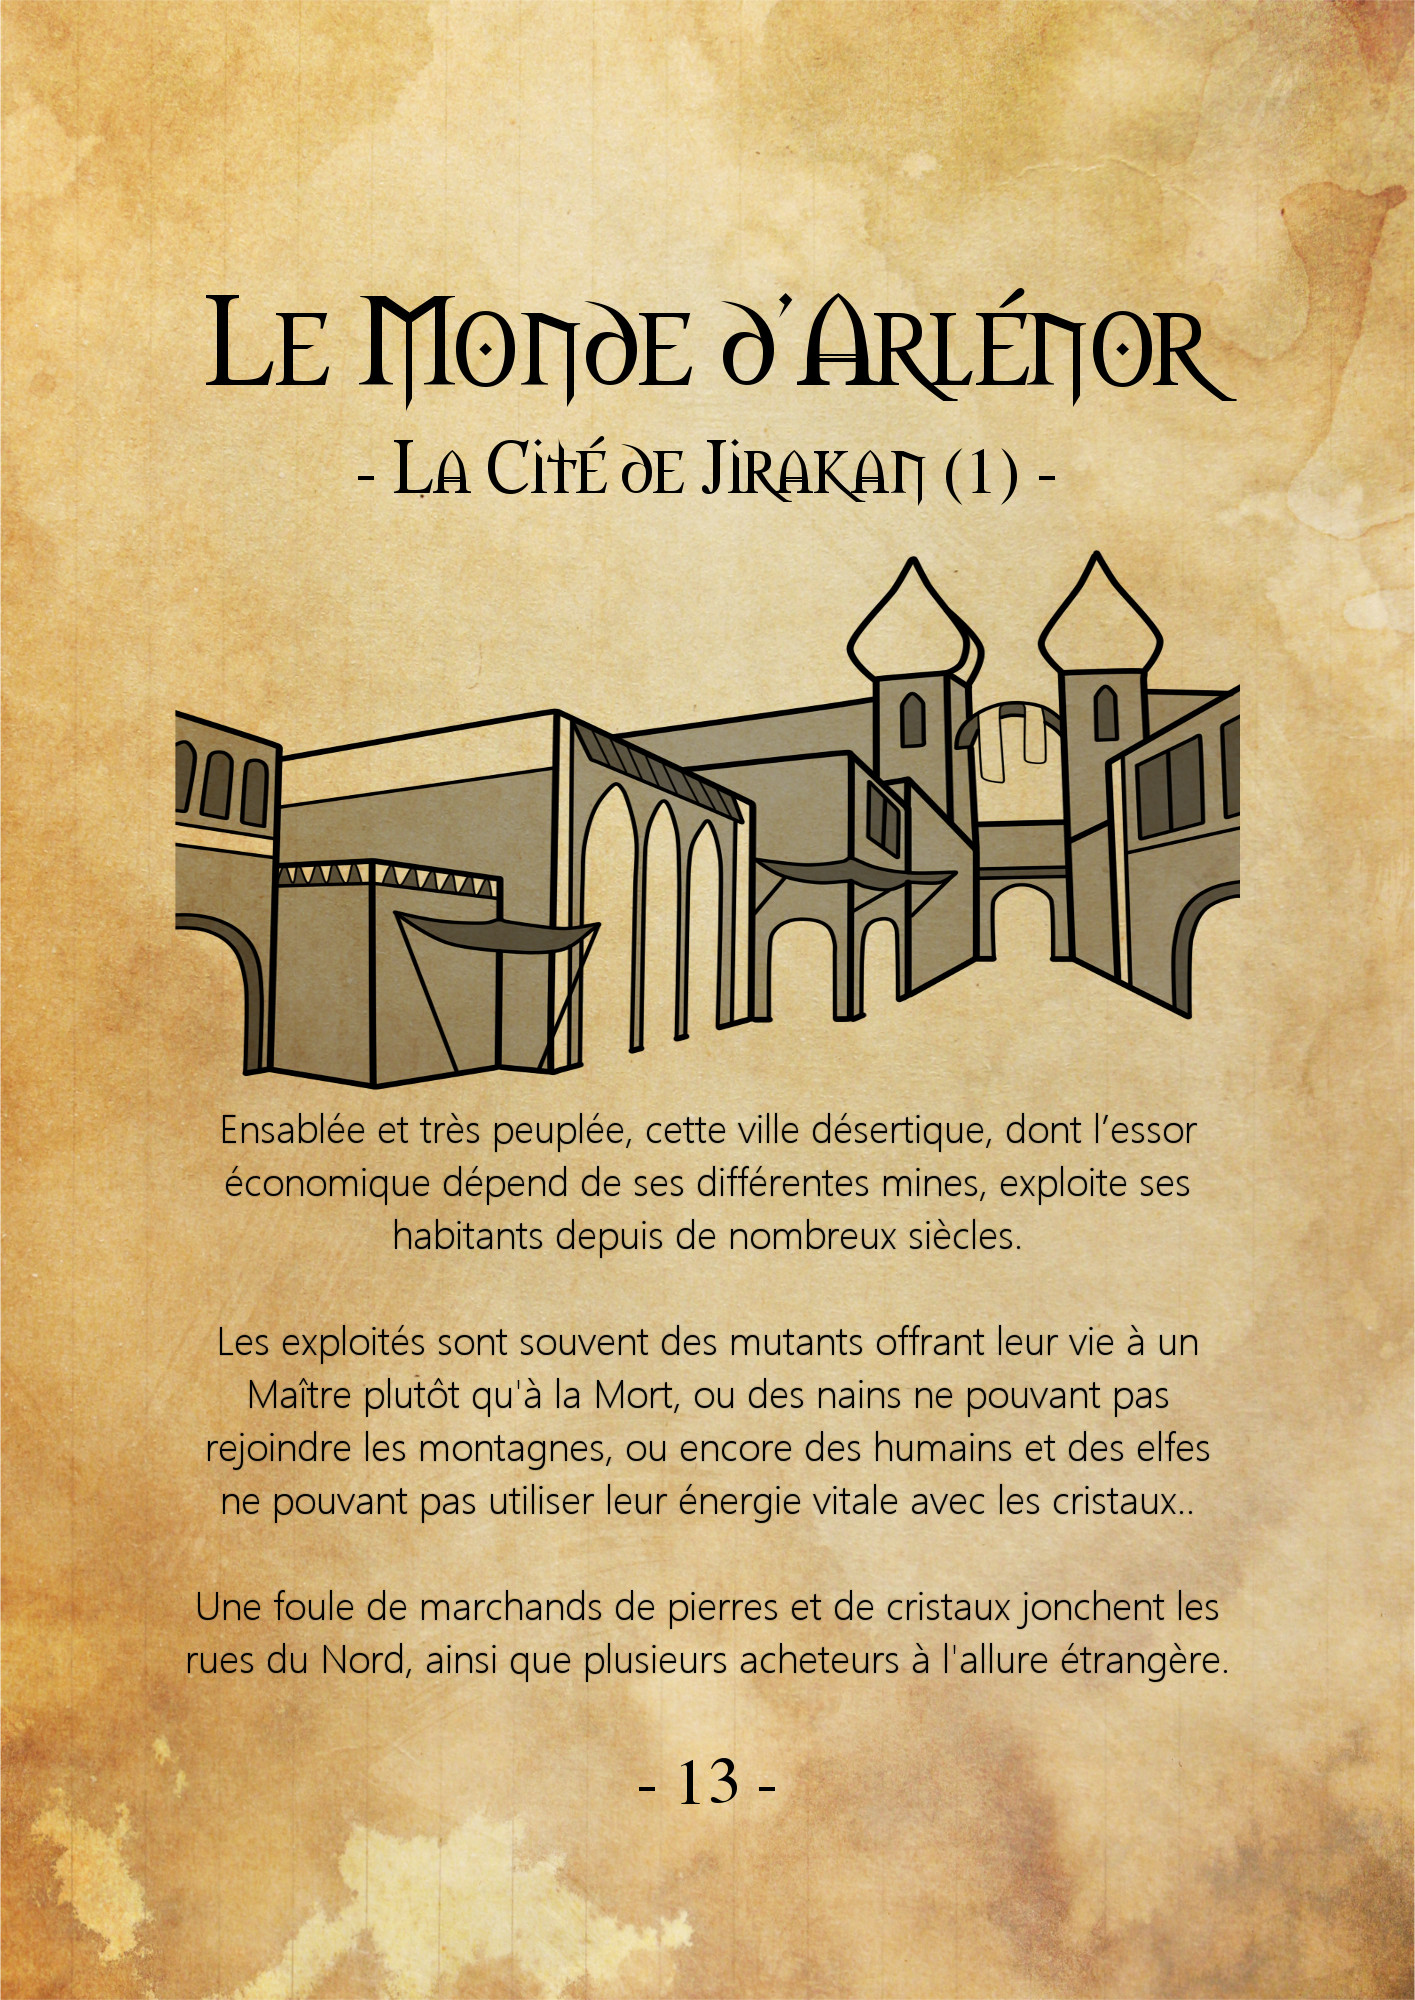 Le Monde d'Arlénor
- La Cité de Jirakan (1) -
Ensablée et très peuplée, cette ville désertique, dont l’essor
économique dépend de ses différentes mines, exploite ses
habitants depuis de nombreux siècles.
Les exploités sont souvent des mutants offrant leur vie à un
Maître plutôt qu'à la Mort, ou des nains ne pouvant pas
rejoindre les montagnes, ou encore des humains et des elfes
ne pouvant pas utiliser leur énergie vitale avec les cristaux..
Une foule de marchands de pierres et de cristaux jonchent les
rues du Nord, ainsi que plusieurs acheteurs à l'allure étrangère.
- 13 -